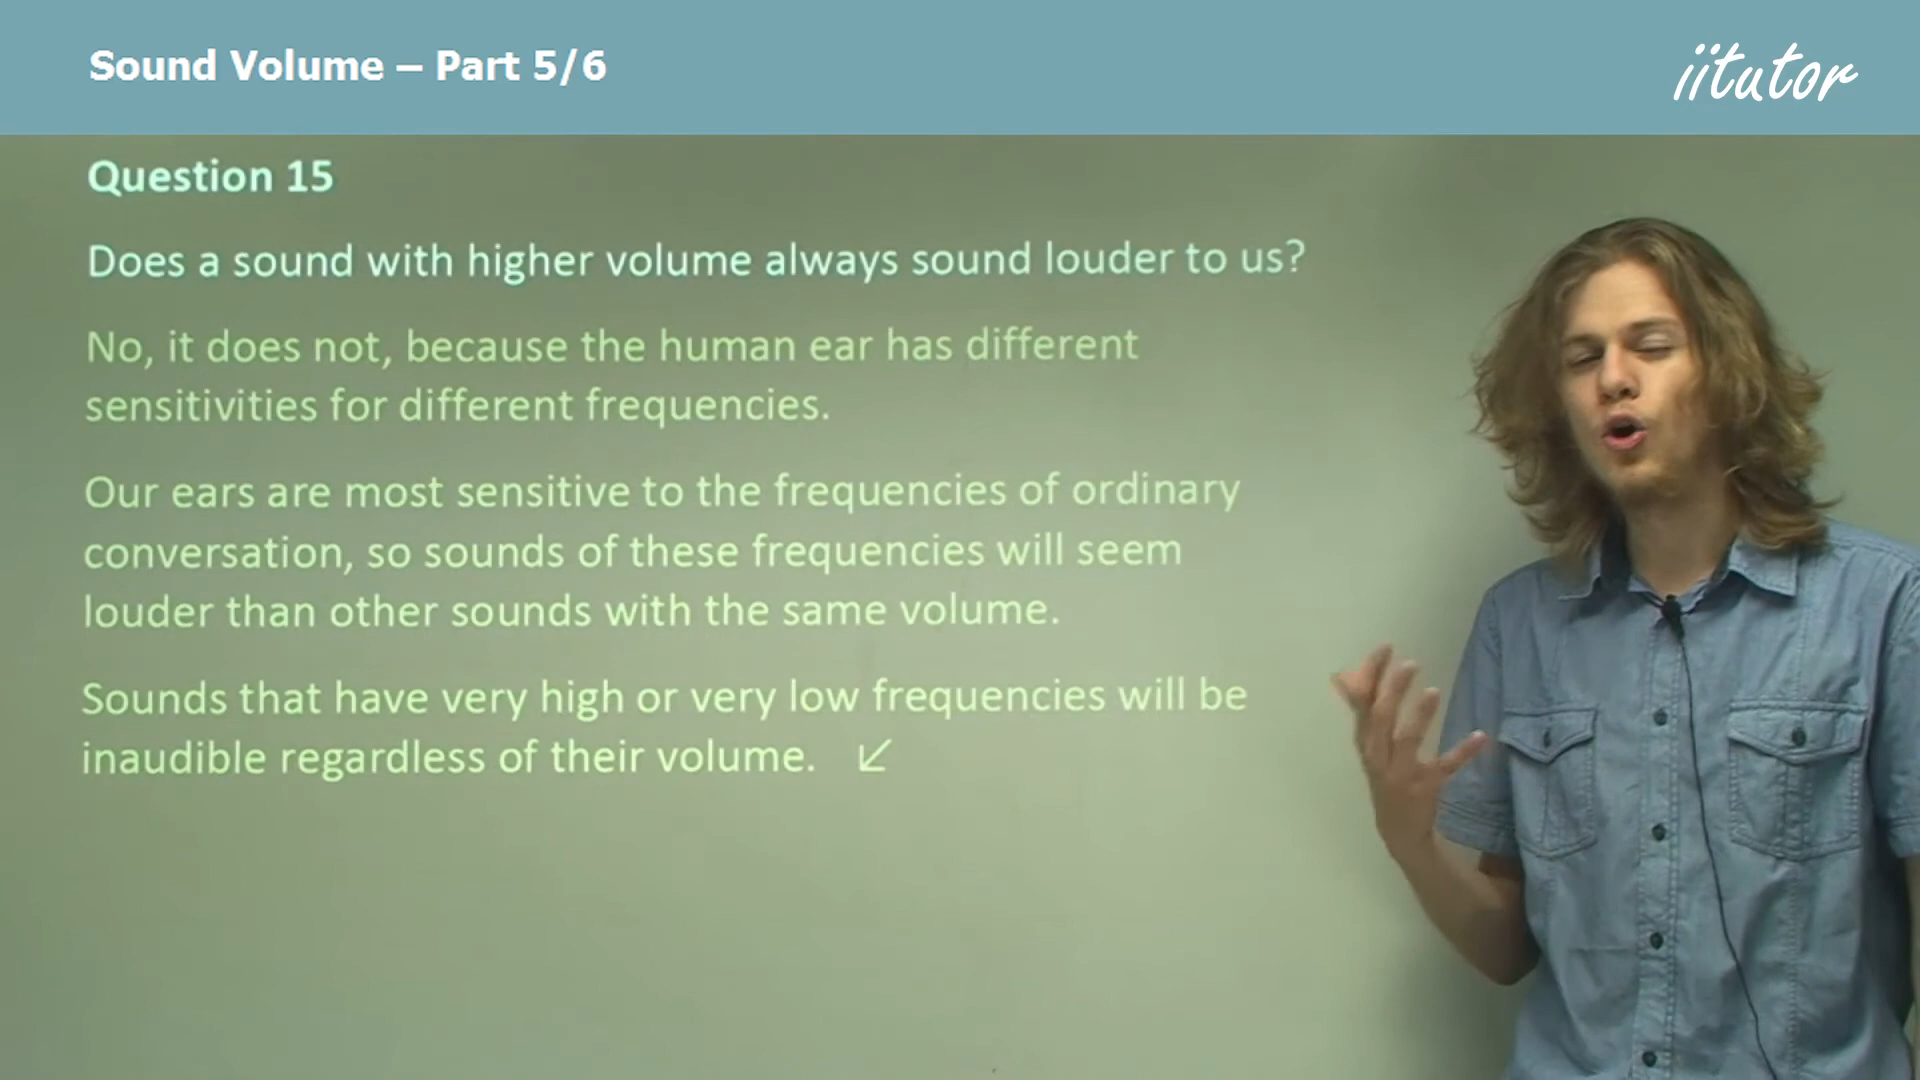 Sound Volume – Part 5/6
iitutor
Question 15
Does a sound with higher volume always sound louder to us?
No, it does not, because the human ear has different
sensitivities for different frequencies.
Our ears are most sensitive to the frequencies of ordinary
conversation, so sounds of these frequencies will seem
louder than other sounds with the same volume.
Sounds that have very high or very low frequencies will be
inaudible regardless of their volume. ↙